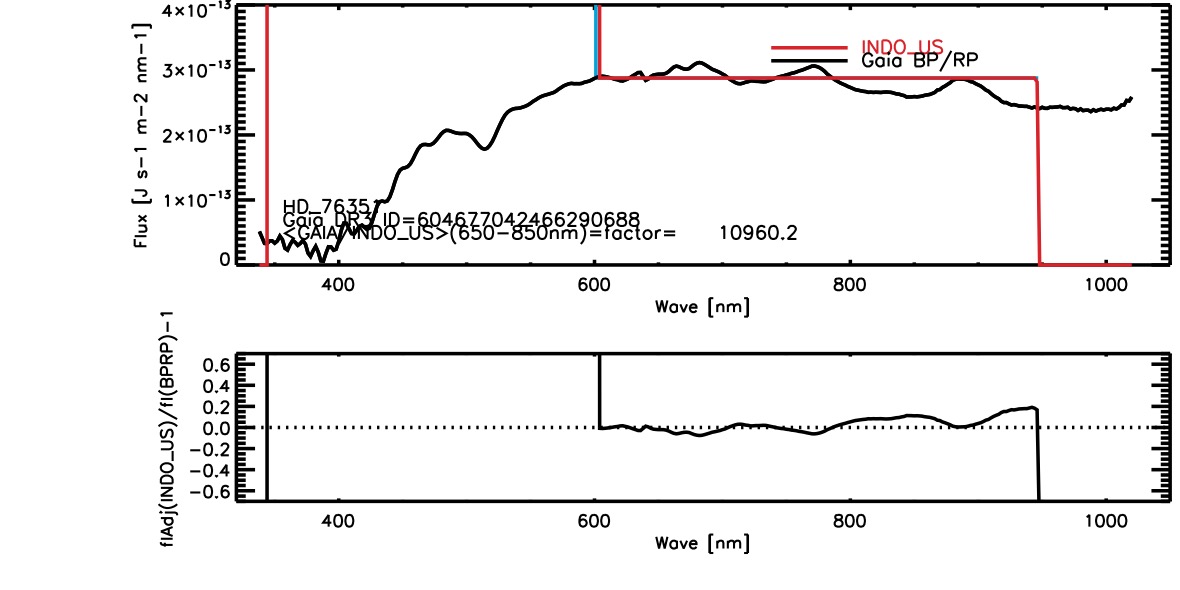 4×10-13
3×10-13
2×10-13
1×10-13
0
Flux [J s-1 m-2 nm-1]
INDO_US
Gaia BP/RP
HD_7635
Gaia DR3 ID=604677042466290688
<GAIA/INDO_US>(650-850nm)=factor= 10960.2
400 600 800 1000
Wave [nm]
flAdj(INDO_US)/fl(BPRP)-1
0.6
0.4
0.2
0.0
-0.2
-0.4
-0.6
400 600 800 1000
Wave [nm]